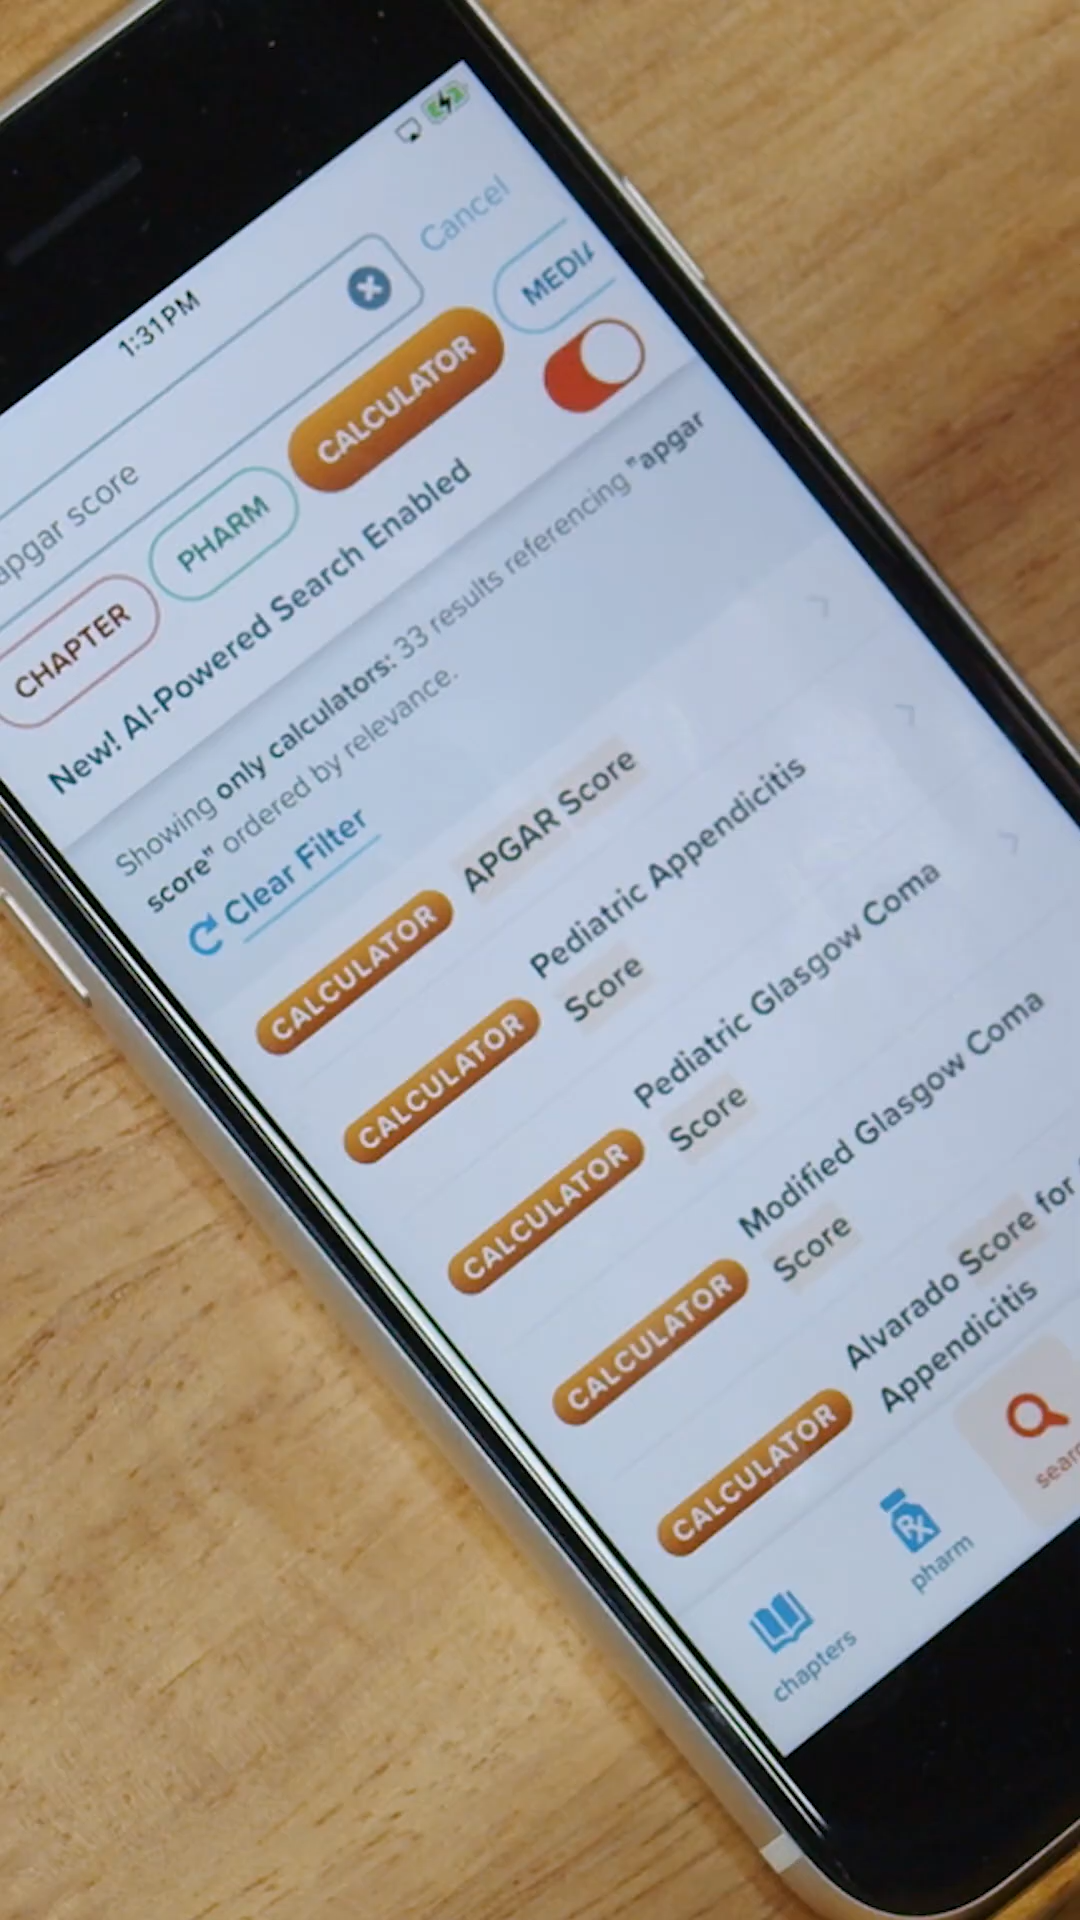 1:31PM
apgar score
Cancel
CHAPTER
PHARM
CALCULATOR
New! AI-Powered Search Enabled
Showing only calculators: 33 results referencing "apgar
score" ordered by relevance.
Clear Filter
CALCULATOR
APGAR Score
CALCULATOR
Pediatric Appendicitis
Score
CALCULATOR
Pediatric Glasgow Coma
Score
CALCULATOR
Modified Glasgow Coma
Score
CALCULATOR
Alvarado Score for
Appendicitis
chapters
Rx
pharm